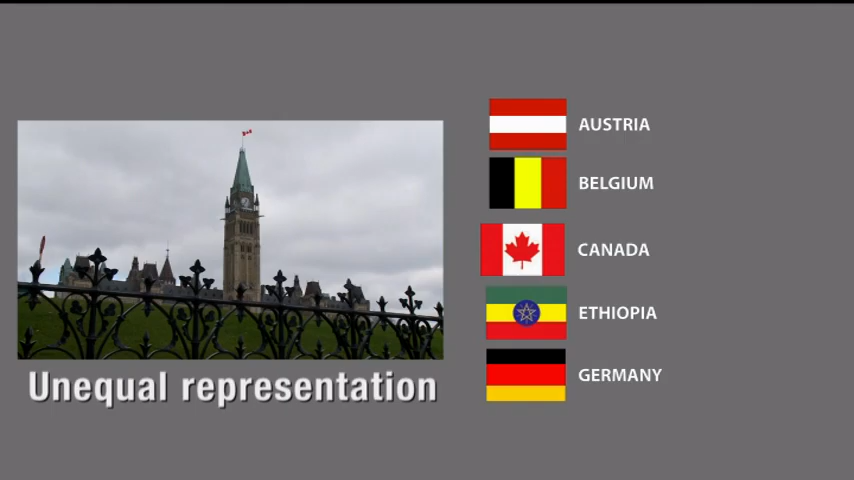 AUSTRIA
BELGIUM
CANADA
ETHIOPIA
GERMANY
Unequal representation